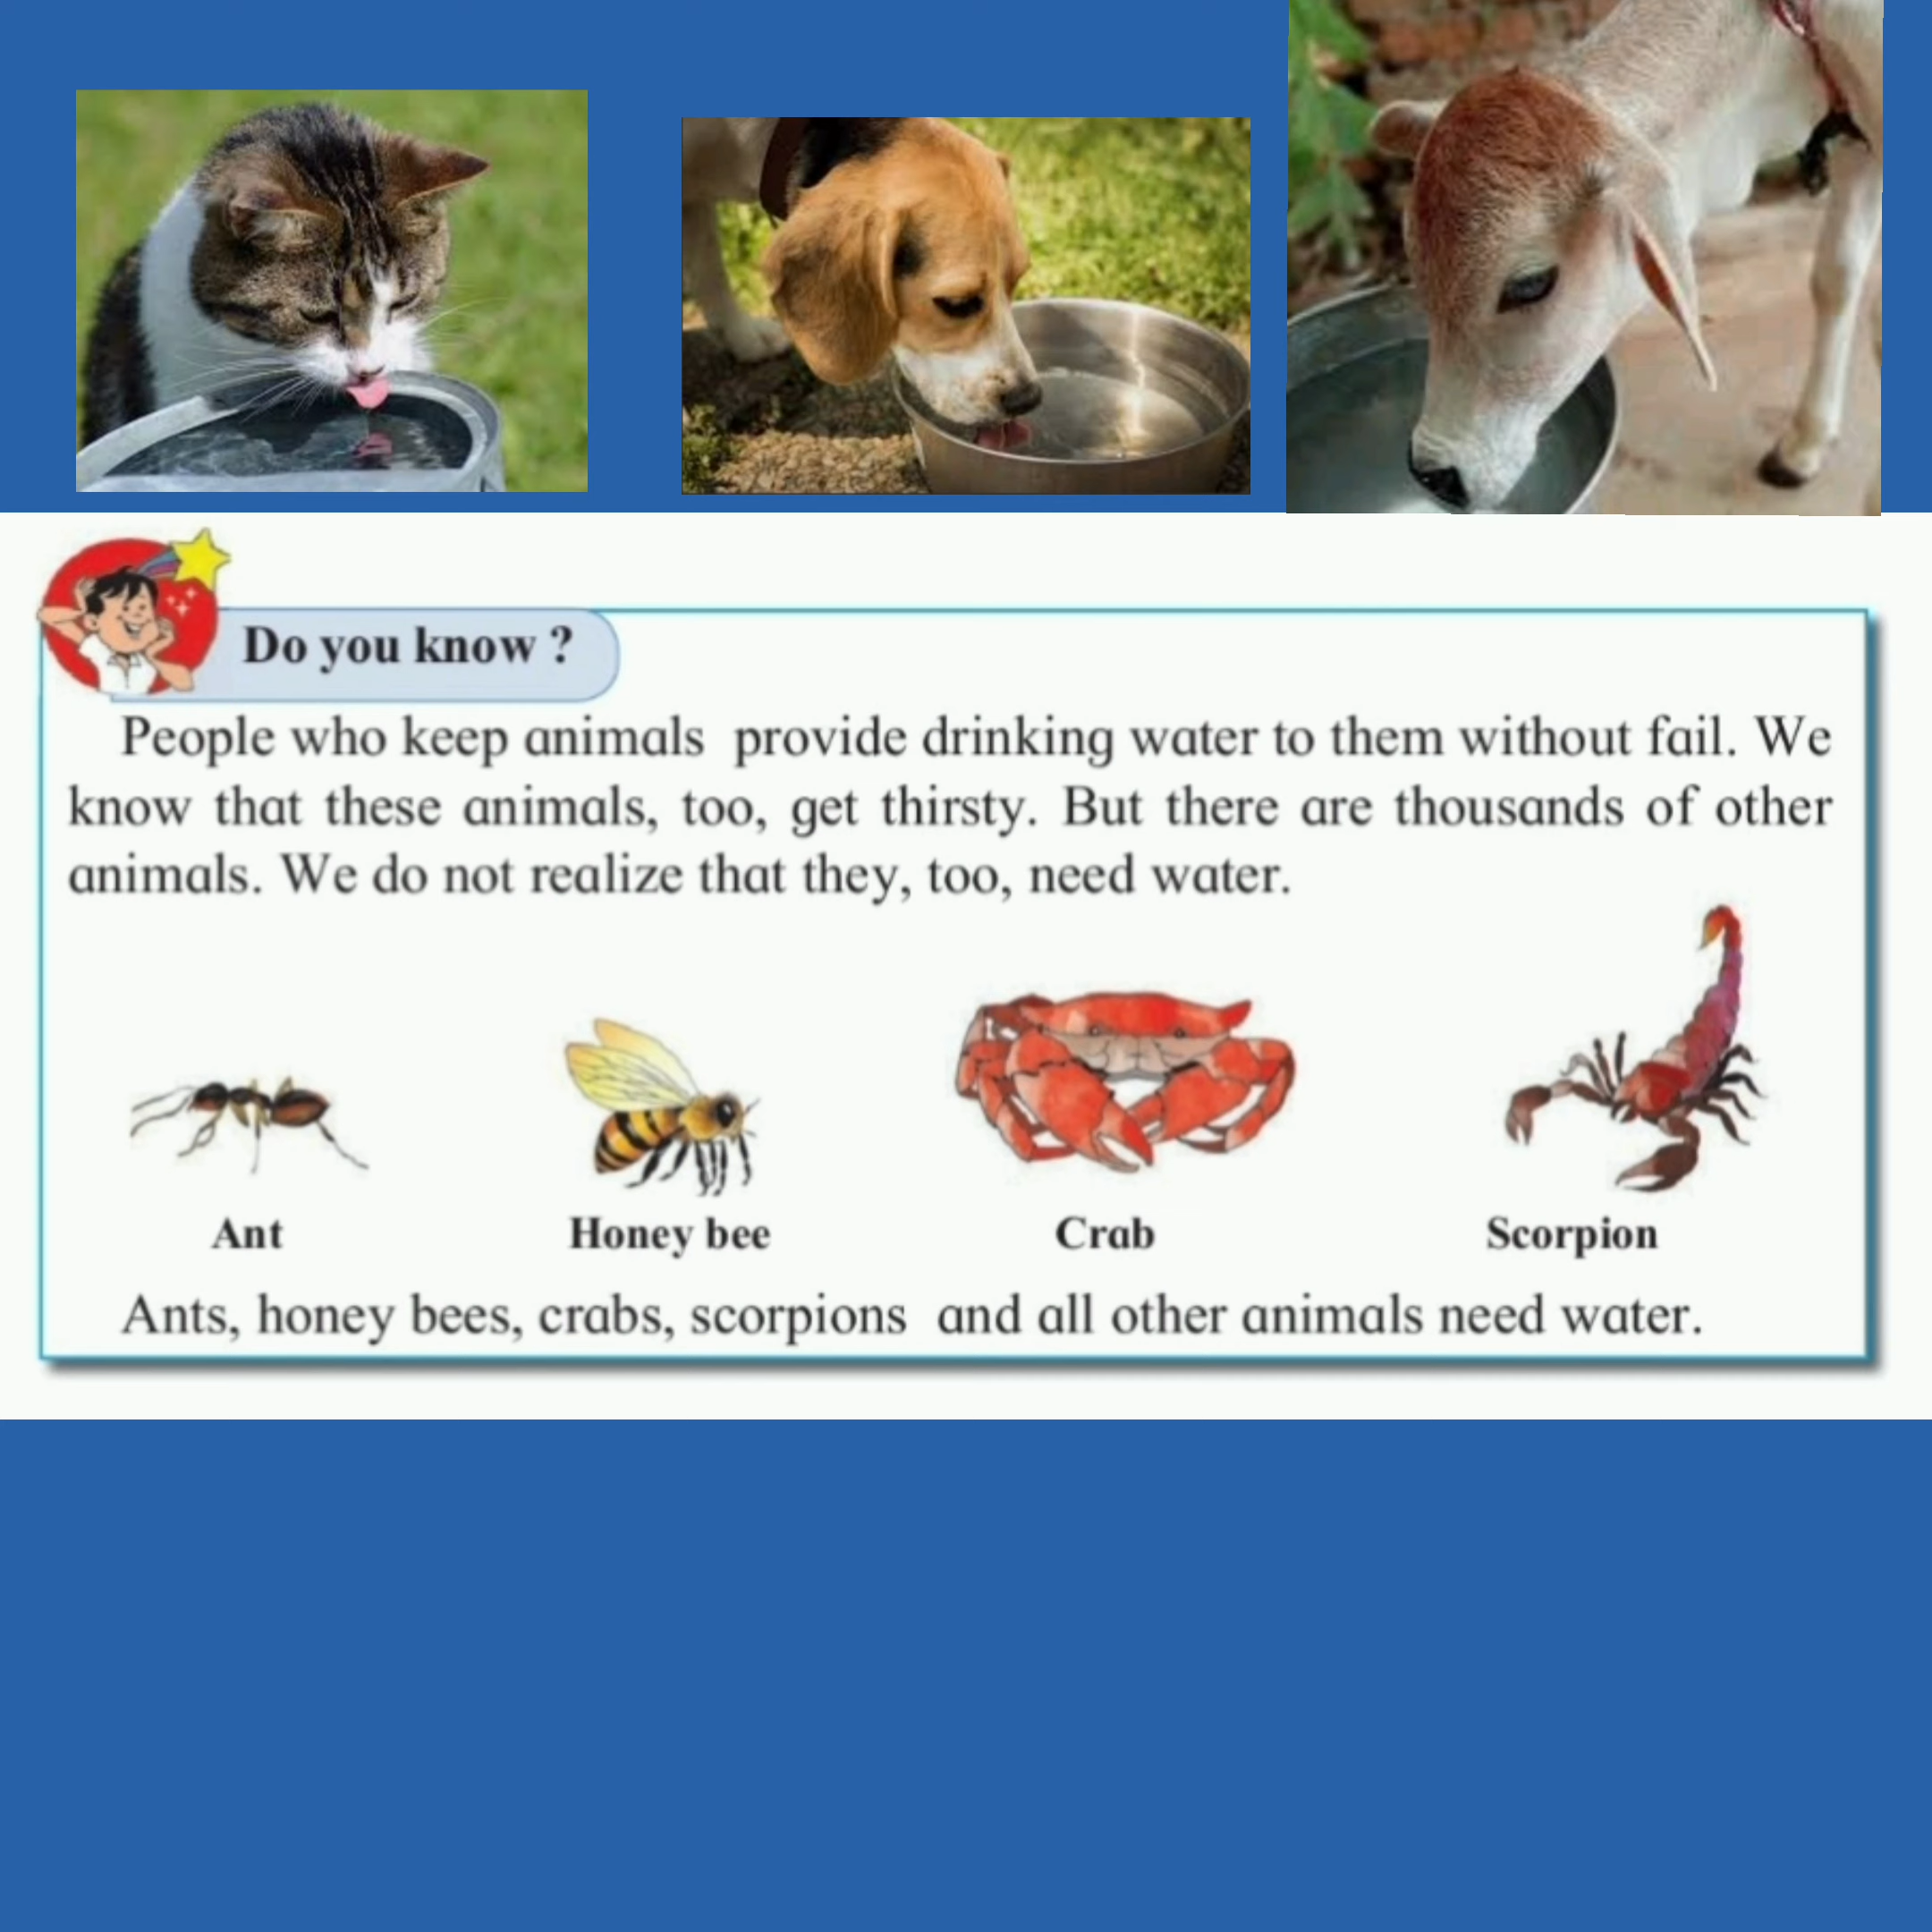 Do you know ?
People who keep animals provide drinking water to them without fail. We
know that these animals, too, get thirsty. But there are thousands of other
animals. We do not realize that they, too, need water.
Ant Honey bee Crab Scorpion
Ants, honey bees, crabs, scorpions and all other animals need water.